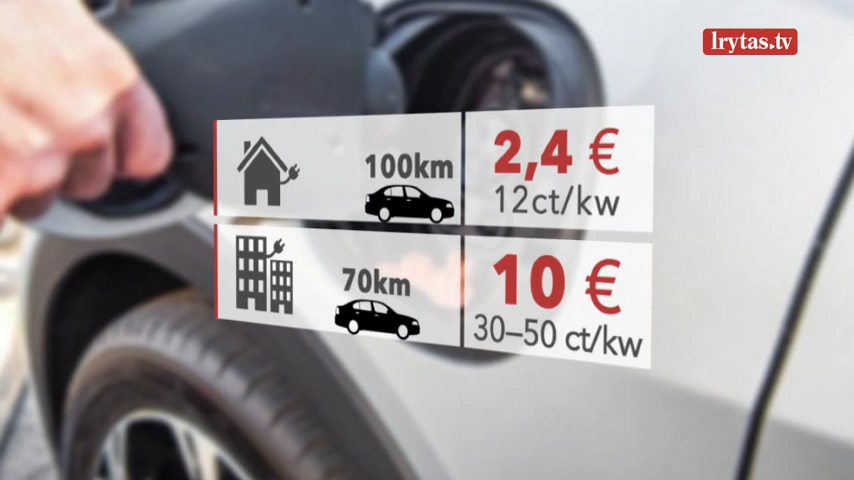 lrytas.tv
100km
2,4 €
12ct/kw
70km
10 €
30–50 ct/kw